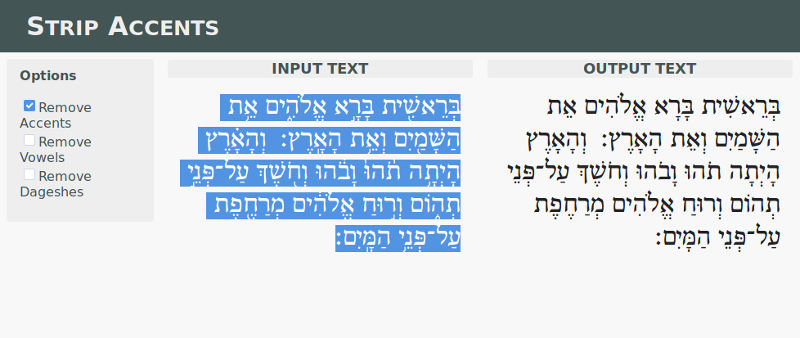 STRIP ACCENTS
Options
Remove
Accents
Remove
Vowels
Remove
Dageshes
INPUT TEXT
בְּרֵאשִׁ֖ית בָּרָ֣א אֱלֹהִ֑ים אֵ֥ת
הַשָּׁמַ֖יִם וְאֵ֥ת הָאָֽרֶץ׃ וְהָאָ֗רֶץ
הָיְתָ֥ה תֹ֙הוּ֙ וָבֹ֔הוּ וְחֹ֖שֶׁךְ עַל־פְּנֵ֣י
תְה֑וֹם וְר֣וּחַ אֱלֹהִ֔ים מְרַחֶ֖פֶת
עַל־פְּנֵ֥י הַמָּֽיִם׃
OUTPUT TEXT
בְּרֵאשִׁית בָּרָא אֱלֹהִים אֵת
הַשָּׁמַיִם וְאֵת הָאָרֶץ׃ וְהָאָרֶץ
הָיְתָה תֹהוּ וָבֹהוּ וְחֹשֶׁךְ עַל־פְּנֵי
תְהוֹם וְרוּחַ אֱלֹהִים מְרַחֶפֶת
עַל־פְּנֵי הַמָּיִם׃